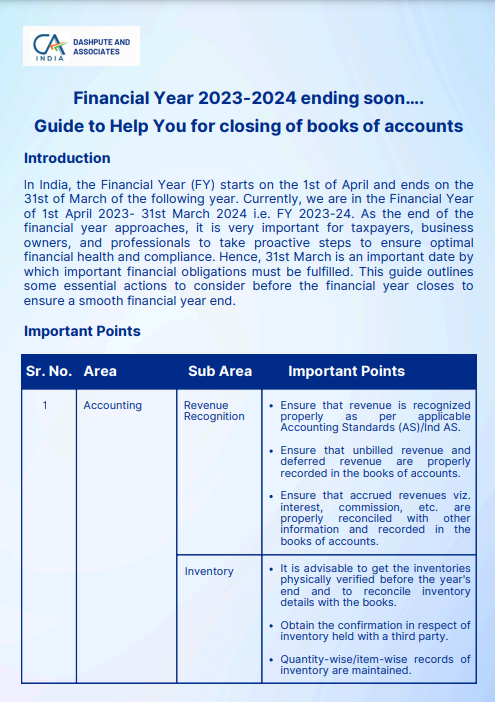 CA
INDIA
DASHPUTE AND
ASSOCIATES
Financial Year 2023-2024 ending soon....
Guide to Help You for closing of books of accounts
Introduction
In India, the Financial Year (FY) starts on the 1st of April and ends on the
31st of March of the following year. Currently, we are in the Financial Year
of 1st April 2023- 31st March 2024 i.e. FY 2023-24. As the end of the
financial year approaches, it is very important for taxpayers, business
owners, and professionals to take proactive steps to ensure optimal
financial health and compliance. Hence, 31st March is an important date by
which important financial obligations must be fulfilled. This guide outlines
some essential actions to consider before the financial year closes to
ensure a smooth financial year end.
Important Points
Sr. No. Area Sub Area Important Points
1 Accounting
Revenue
Recognition
• Ensure that revenue is recognized
properly as per applicable
Accounting Standards (AS)/Ind AS.
• Ensure that unbilled revenue and
deferred revenue are properly
recorded in the books of accounts.
• Ensure that accrued revenues viz.
interest, commission, etc. are
properly reconciled with other
information and recorded in the
books of accounts.
Inventory
• It is advisable to get the inventories
physically verified before the year's
end and to reconcile inventory
details with the books.
• Obtain the confirmation in respect of
inventory held with a third party.
• Quantity-wise/item-wise records of
inventory are maintained.